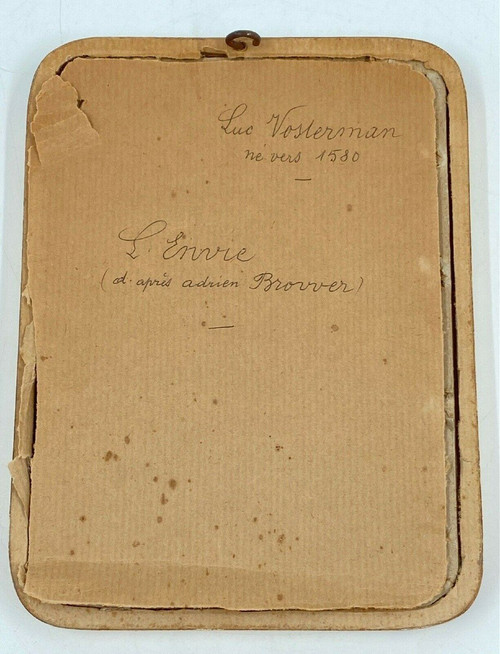 Luc Vosterman
né vers 1580
L'Envie
(d. après adrien Brovver)